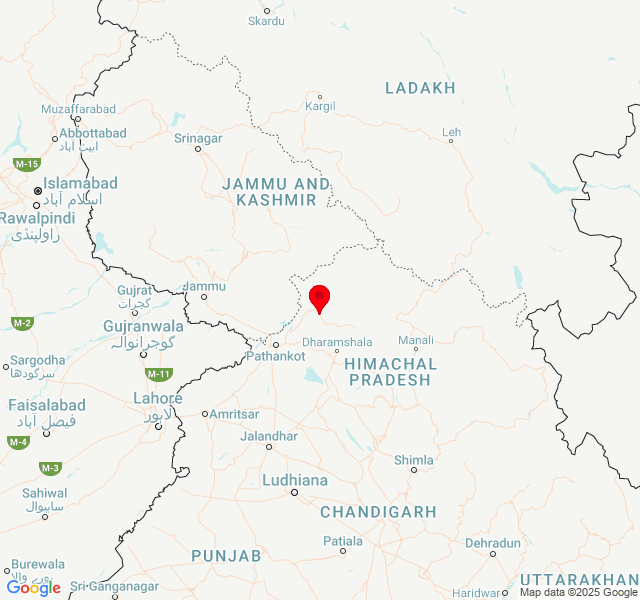 Skardu
LADAKH
Kargil
Muzaffarabad
Abbottabad
ایبٹ آباد
Srinagar
Leh
M-15
Islamabad
اسلام آباد
JAMMU AND
KASHMIR
Rawalpindi
راولپنڈی
Gujrat
گجرات
Jammu
M-2
Gujranwala
گوجرانوالہ
Pathankot
Dharamshala
Manali
Sargodha
سرگودھا
M-11
HIMACHAL
PRADESH
Faisalabad
فیصل آباد
Lahore
لاہور
Amritsar
M-4
Jalandhar
M-3
Shimla
Sahiwal
ساہیوال
Ludhiana
CHANDIGARH
Patiala
Dehradun
PUNJAB
Burewala
بورے والا
UTTARAKHAN
Google
Sri Ganganagar
Haridwar
Map data ©2025 Google